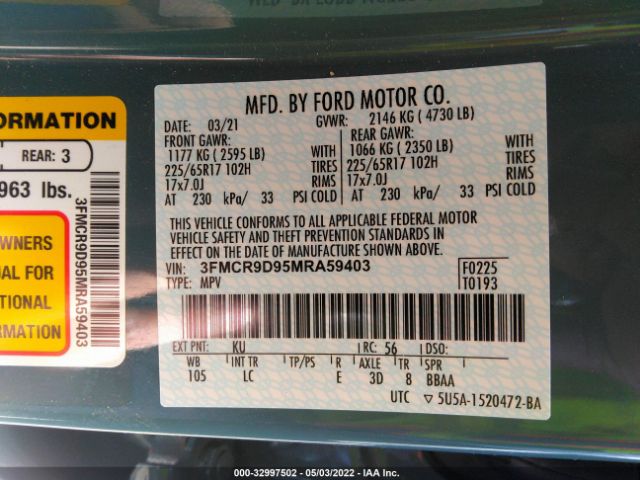 MFD. BY FORD MOTOR CO.
DATE: 03/21 GVWR: 2146 KG ( 4730 LB)
FRONT GAWR: REAR GAWR:
1177 KG ( 2595 LB) WITH 1066 KG ( 2350 LB) WITH
225/65R17 102H TIRES 225/65R17 102H TIRES
17x7.0J RIMS 17x7.0J RIMS
AT 230 kPa/ 33 PSI COLD AT 230 kPa/ 33 PSI COLD
THIS VEHICLE CONFORMS TO ALL APPLICABLE FEDERAL MOTOR
VEHICLE SAFETY AND THEFT PREVENTION STANDARDS IN
EFFECT ON THE DATE OF MANUFACTURE SHOWN ABOVE.
VIN: 3FMCR9D95MRA59403 F0225
TYPE: MPV T0193
EXT PNT: KU RC: 56 DSO:
WB INT TR TP/PS R AXLE TR SPR
105 LC E 3D 8 BBAA
UTC ▽ 5U5A-1520472-BA
ORMATION
REAR: 3
963 lbs.
3FMCR9D95MRA59403
OWNERS
UAL FOR
TIONAL
RMATION
000-32997502 - 05/03/2022 - IAA Inc.